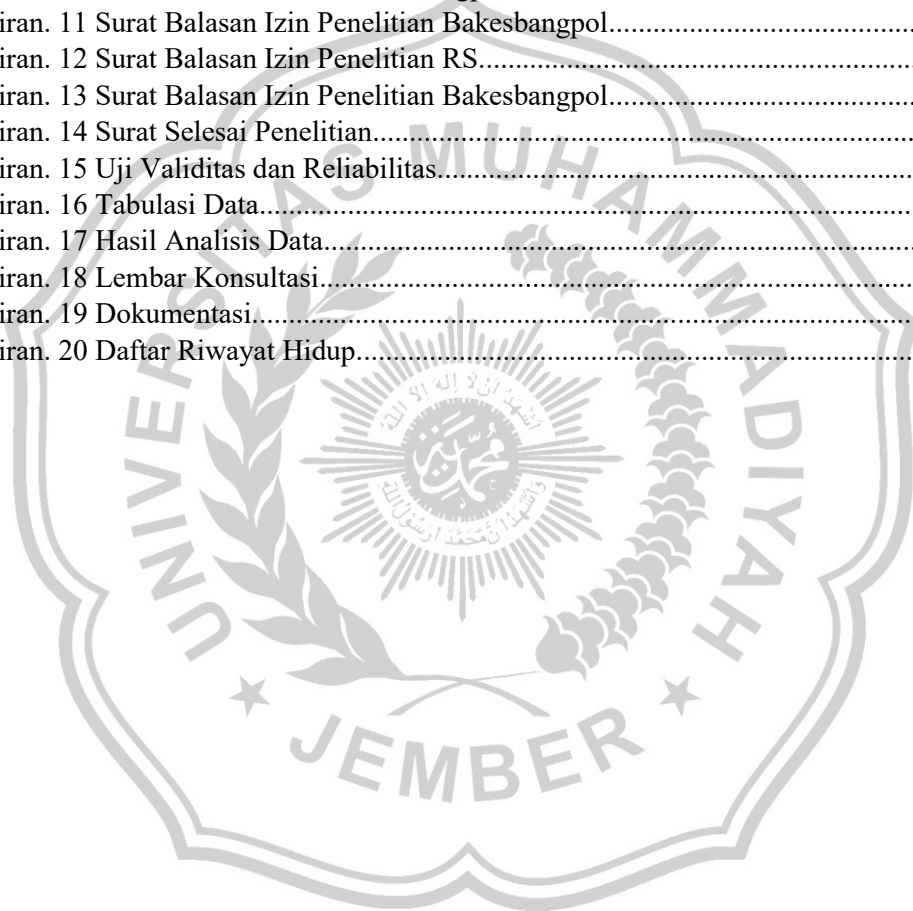 iran. 11 Surat Balasan Izin Penelitian Bakesbangpol
iran. 12 Surat Balasan Izin Penelitian RS
iran. 13 Surat Balasan Izin Penelitian Bakesbangpol
iran. 14 Surat Selesai Penelitian
iran. 15 Uji Validitas dan Reliabilitas
iran. 16 Tabulasi Data
iran. 17 Hasil Analisis Data
iran. 18 Lembar Konsultasi
iran. 19 Dokumentasi
iran. 20 Daftar Riwayat Hidup
UNIVERSITAS MUHAMMADIYAH
JEMBER